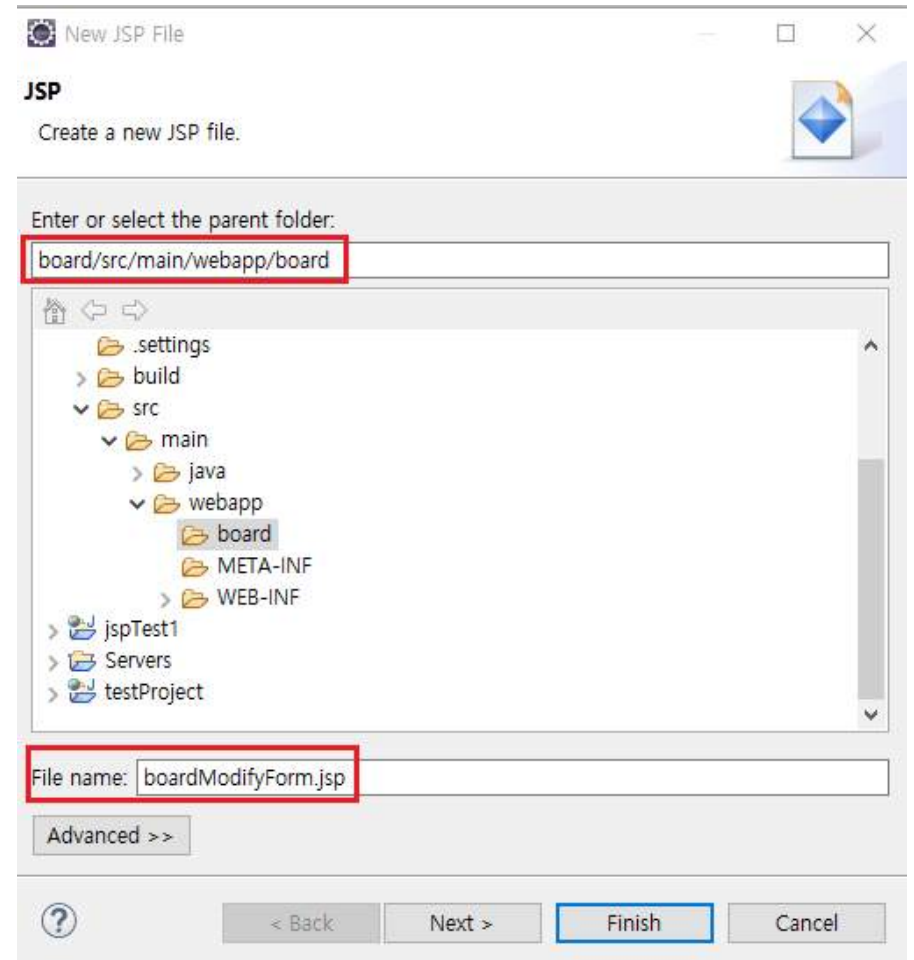 New JSP File
JSP
Create a new JSP file.
Enter or select the parent folder:
board/src/main/webapp/board
.settings
build
src
main
java
webapp
board
META-INF
WEB-INF
jspTest1
Servers
testProject
File name: boardModifyForm.jsp
Advanced >>
? < Back Next > Finish Cancel